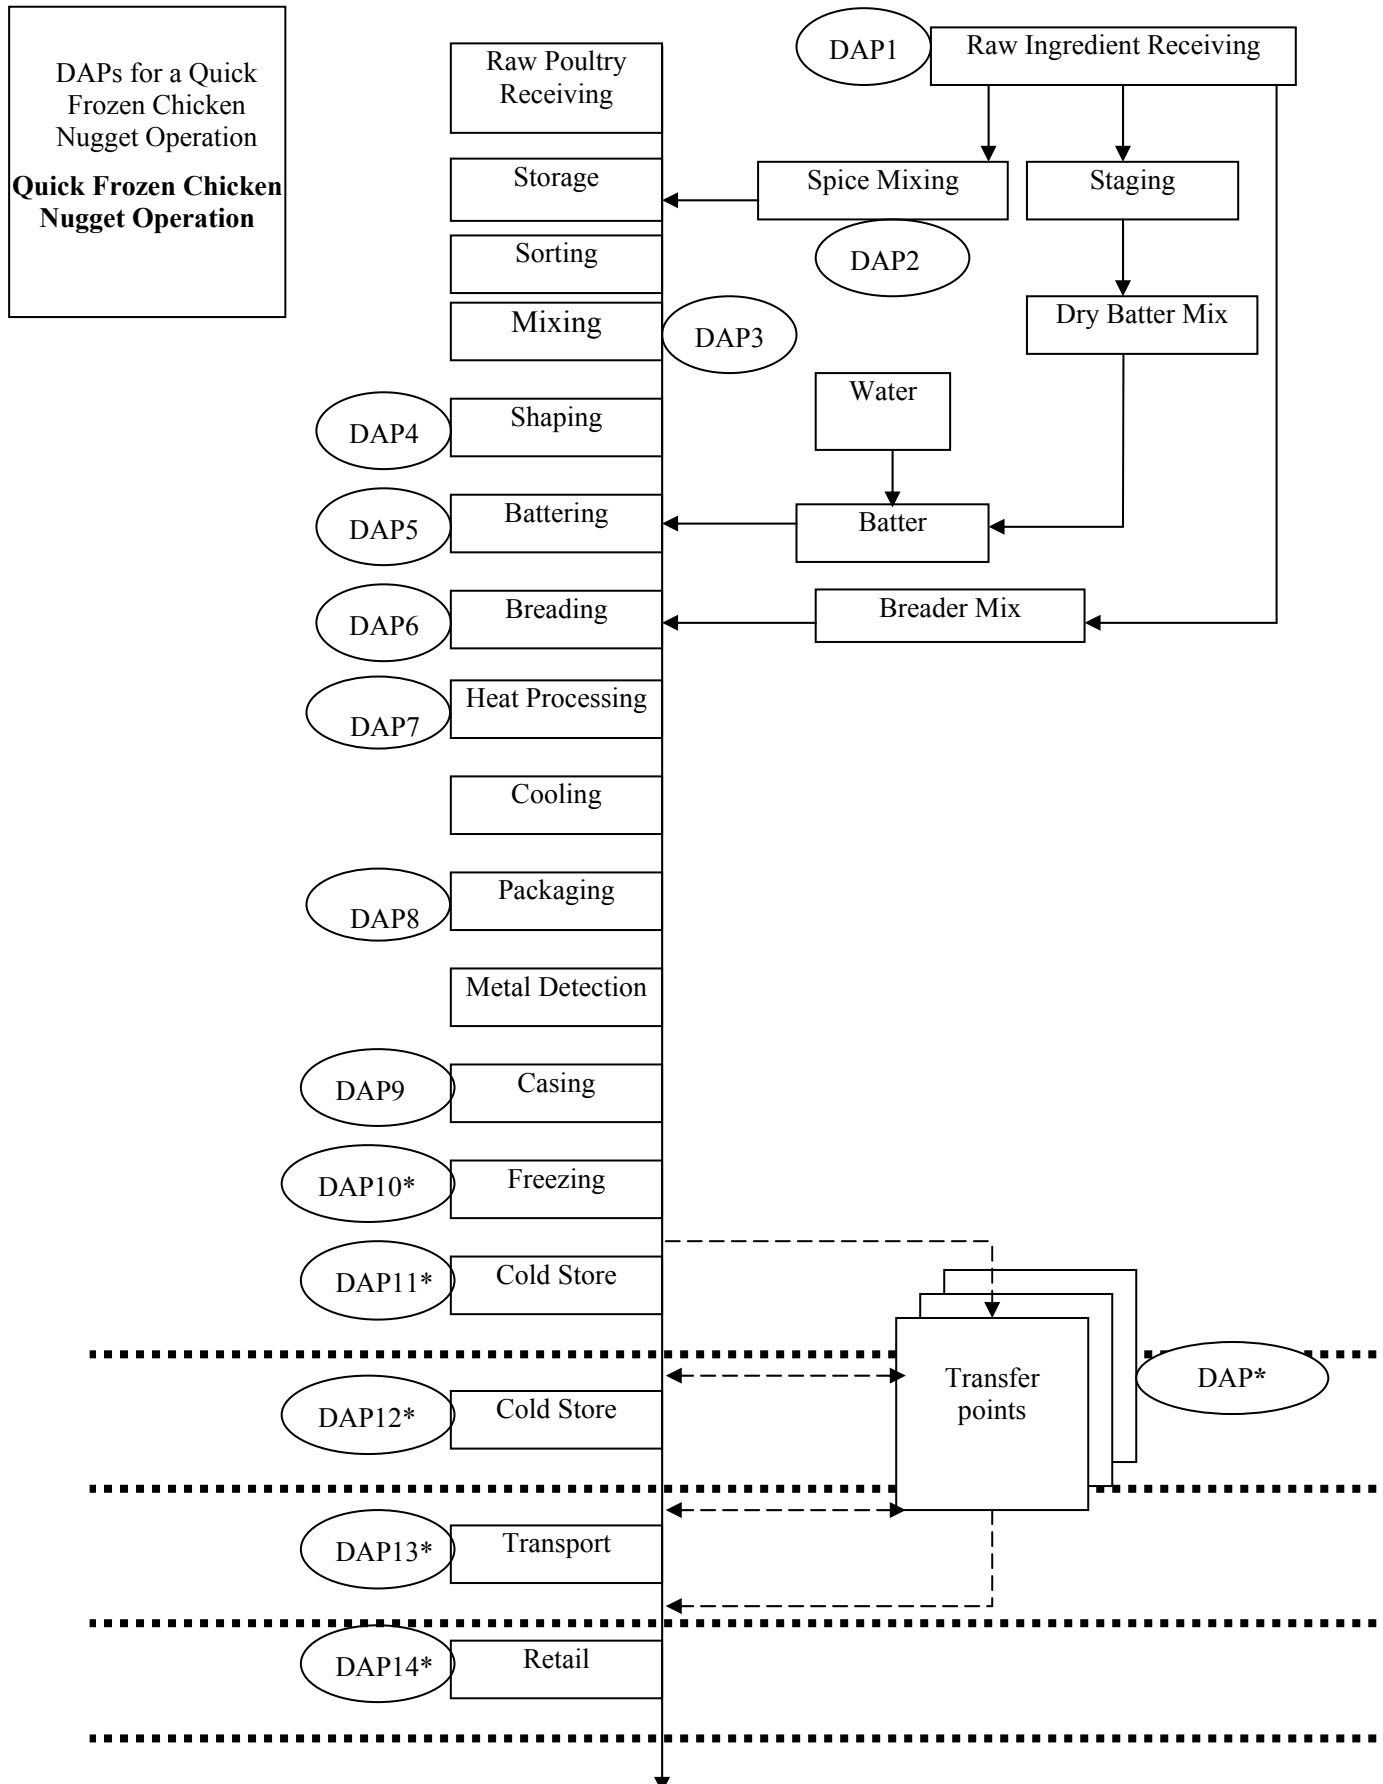 DAPs for a Quick
Frozen Chicken
Nugget Operation
Quick Frozen Chicken
Nugget Operation
DAP1
Raw Ingredient Receiving
Raw Poultry
Receiving
Storage
Spice Mixing
Staging
Sorting
DAP2
Mixing
DAP3
Dry Batter Mix
Water
DAP4
Shaping
DAP5
Battering
Batter
DAP6
Breading
Breader Mix
DAP7
Heat Processing
Cooling
DAP8
Packaging
Metal Detection
DAP9
Casing
DAP10*
Freezing
DAP11*
Cold Store
Transfer
points
DAP*
DAP12*
Cold Store
DAP13*
Transport
DAP14*
Retail